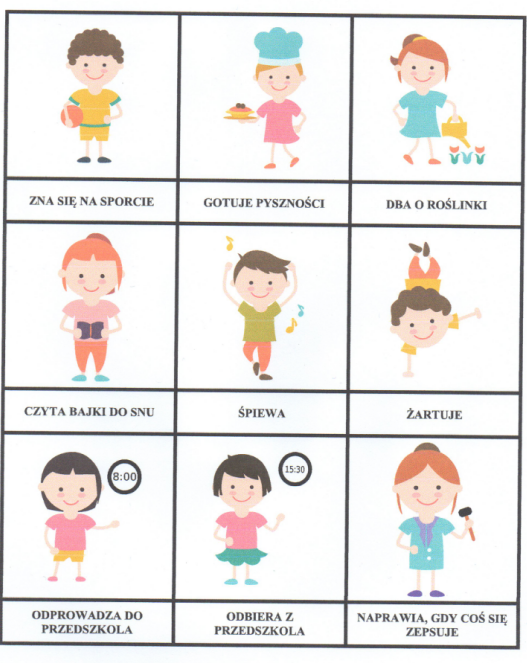 ZNA SIĘ NA SPORCIE
GOTUJE PYSZNOŚCI
DBA O ROŚLINKI
CZYTA BAJKI DO SNU
ŚPIEWA
ŻARTUJE
8:00
15:30
ODPROWADZA DO
PRZEDSZKOLA
ODBIERA Z
PRZEDSZKOLA
NAPRAWIA, GDY COŚ SIĘ
ZEPSUJE